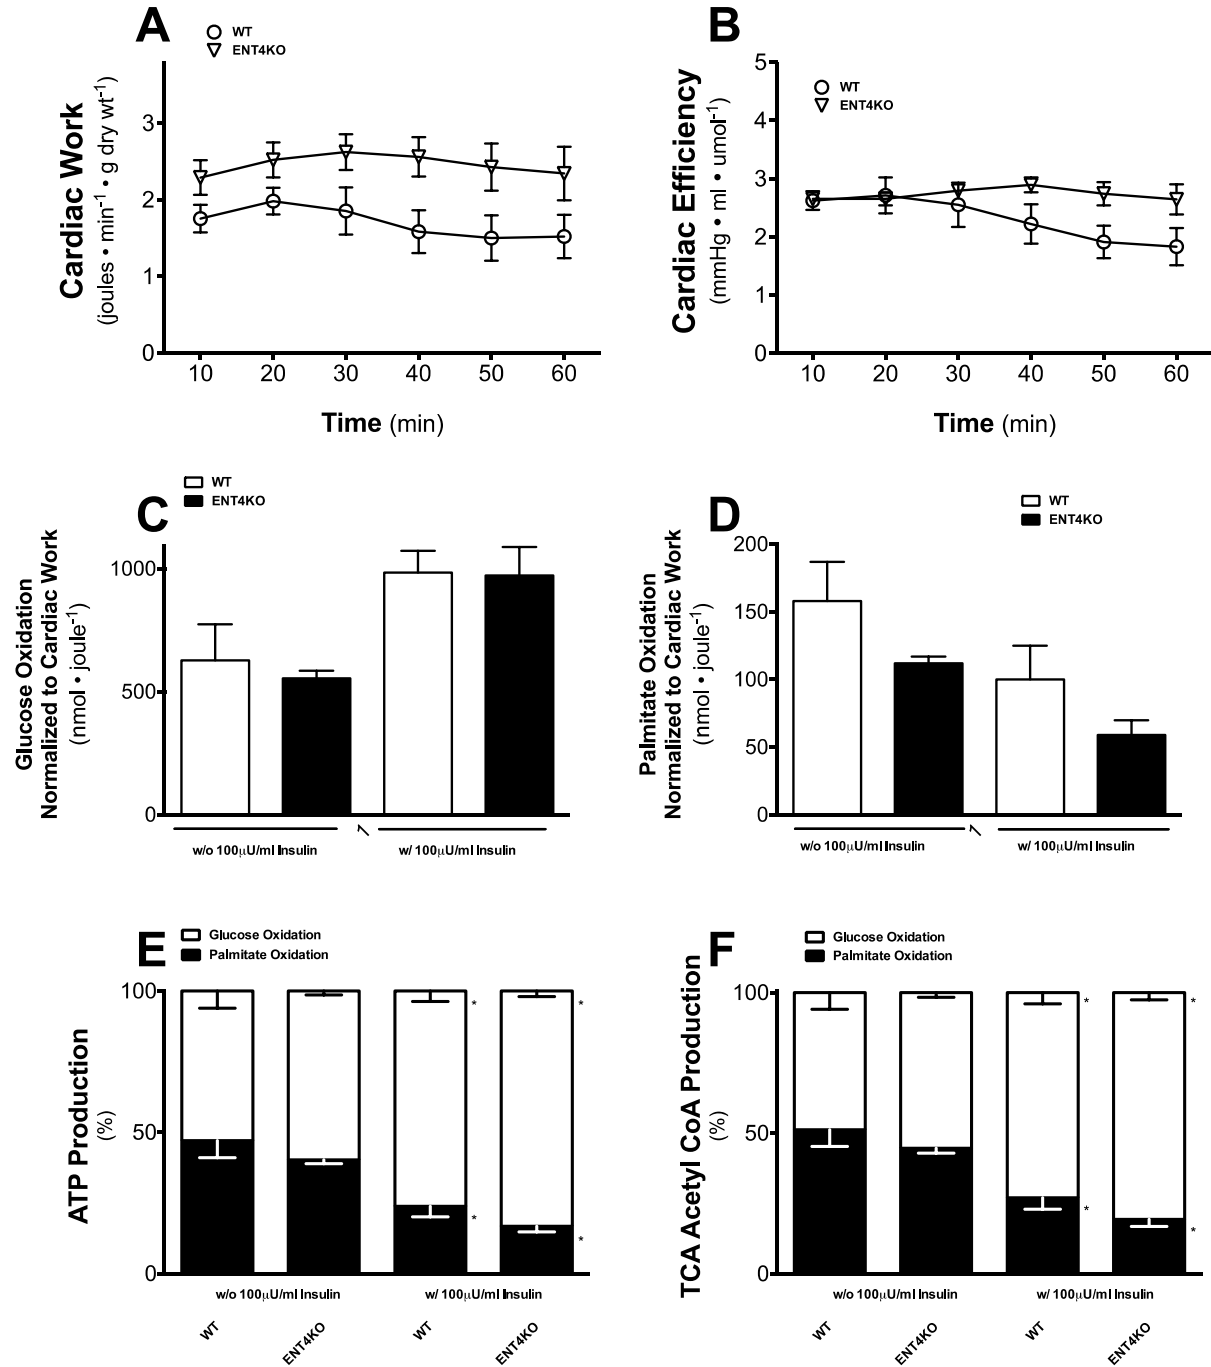 A
WT
ENT4KO
Cardiac Work
(joules • min⁻¹ • g dry wt⁻¹)
3
2
1
0
10 20 30 40 50 60
Time (min)
B
WT
ENT4KO
Cardiac Efficiency
(mmHg • ml • umol⁻¹)
5
4
3
2
1
0
10 20 30 40 50 60
Time (min)
C
WT
ENT4KO
Glucose Oxidation
Normalized to Cardiac Work
(nmol • joule⁻¹)
1000
500
0
w/o 100µU/ml Insulin w/ 100µU/ml Insulin
D
WT
ENT4KO
Palmitate Oxidation
Normalized to Cardiac Work
(nmol • joule⁻¹)
200
150
100
50
0
w/o 100µU/ml Insulin w/ 100µU/ml Insulin
E
Glucose Oxidation
Palmitate Oxidation
ATP Production
(%)
100
50
0
* *
* *
w/o 100µU/ml Insulin w/ 100µU/ml Insulin
WT ENT4KO WT ENT4KO
F
Glucose Oxidation
Palmitate Oxidation
TCA Acetyl CoA Production
(%)
100
50
0
* *
* *
w/o 100µU/ml Insulin w/ 100µU/ml Insulin
WT ENT4KO WT ENT4KO